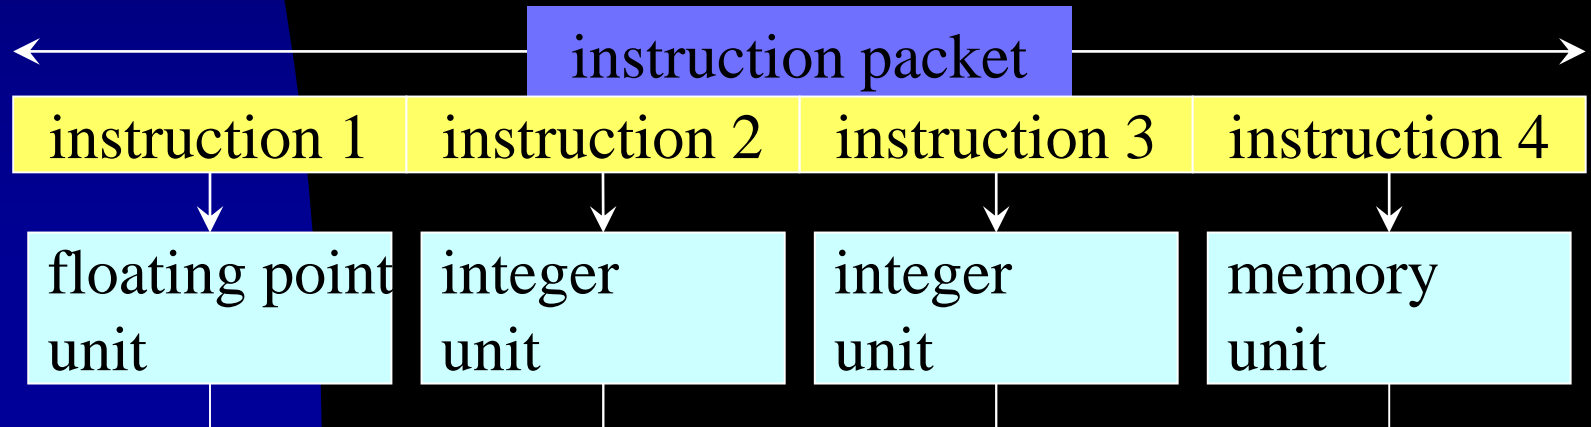 instruction packet
instruction 1 instruction 2 instruction 3 instruction 4
floating point integer integer memory
unit unit unit unit